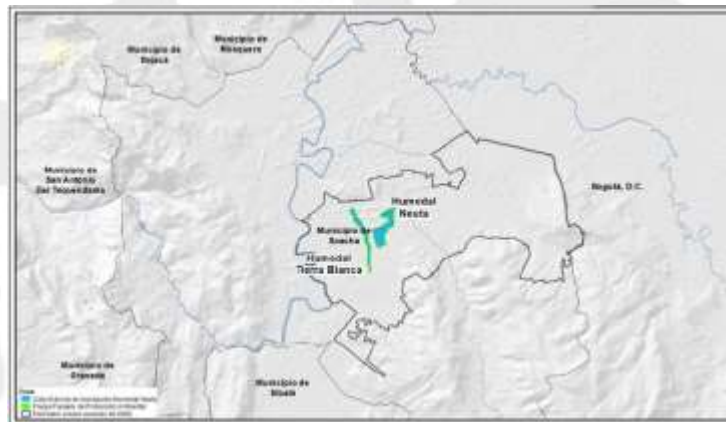 Municipio de
Bojacá
Municipio de
Mosquera
Municipio de
San Antonio
Del Tequendama
Bogotá, D.C.
Humedal
Neuta
Municipio de
Soacha
Humedal
Tierra Blanca
Municipio de
Granada
Municipio de
Sibaté